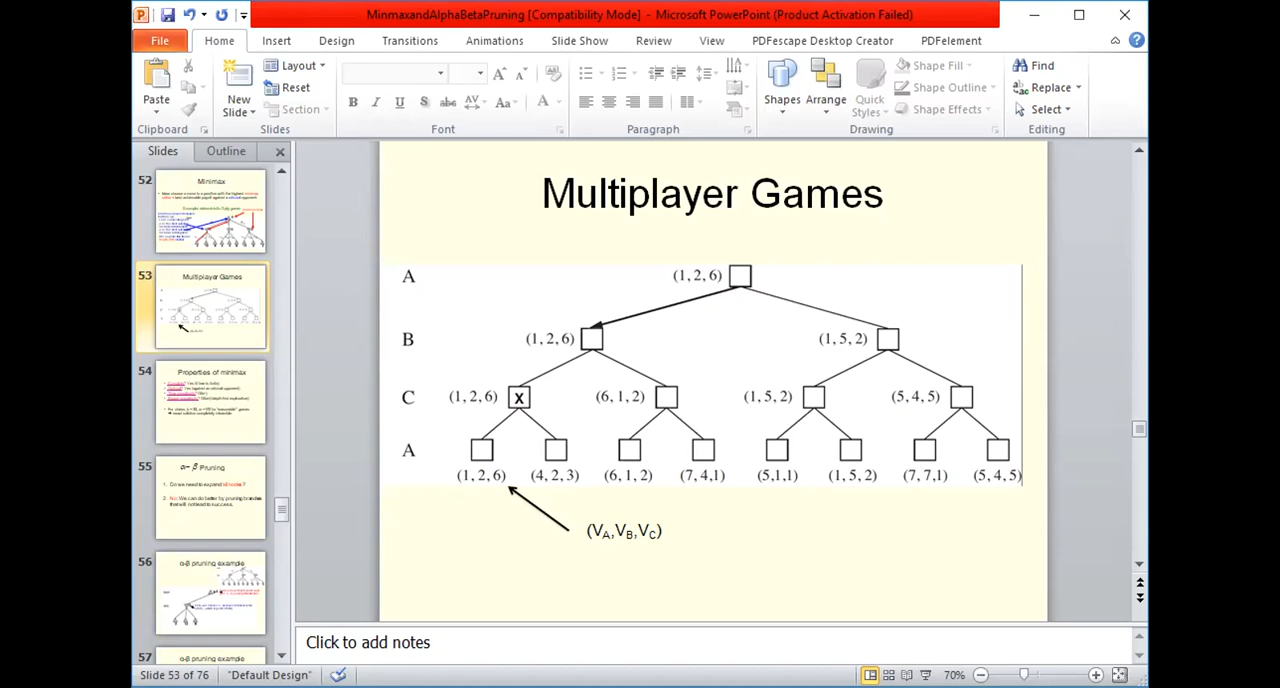 MinmaxandAlphaBetaPruning [Compatibility Mode] - Microsoft PowerPoint (Product Activation Failed)
File Home Insert Design Transitions Animations Slide Show Review View PDFescape Desktop Creator PDFelement
Paste
New
Slide
Layout
Reset
Section
B I U S abc AV Aa A
Shapes Arrange Quick
Styles
Shape Fill
Shape Outline
Shape Effects
Find
Replace
Select
Clipboard Slides Font Paragraph Drawing Editing
Slides Outline
52
Minimax
53
Multiplayer Games
54
Properties of minimax
55
α- β Pruning
56
α-β pruning example
57
α-β pruning example
Multiplayer Games
A (1, 2, 6)
B (1, 2, 6) (1, 5, 2)
C (1, 2, 6) X (6, 1, 2) (1, 5, 2) (5, 4, 5)
A
(1, 2, 6) (4, 2, 3) (6, 1, 2) (7, 4,1) (5,1,1) (1, 5, 2) (7, 7,1) (5, 4, 5)
(VA,VB,VC)
Click to add notes
Slide 53 of 76 "Default Design" 70%